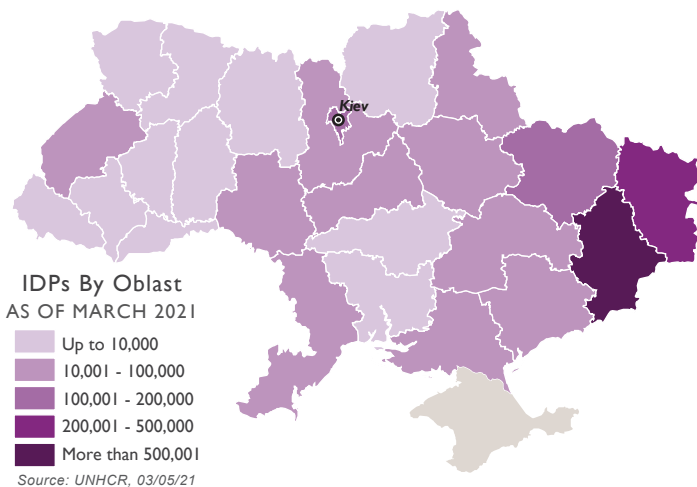 Kiev
IDPs By Oblast
AS OF MARCH 2021
Up to 10,000
10,001 - 100,000
100,001 - 200,000
200,001 - 500,000
More than 500,001
Source: UNHCR, 03/05/21